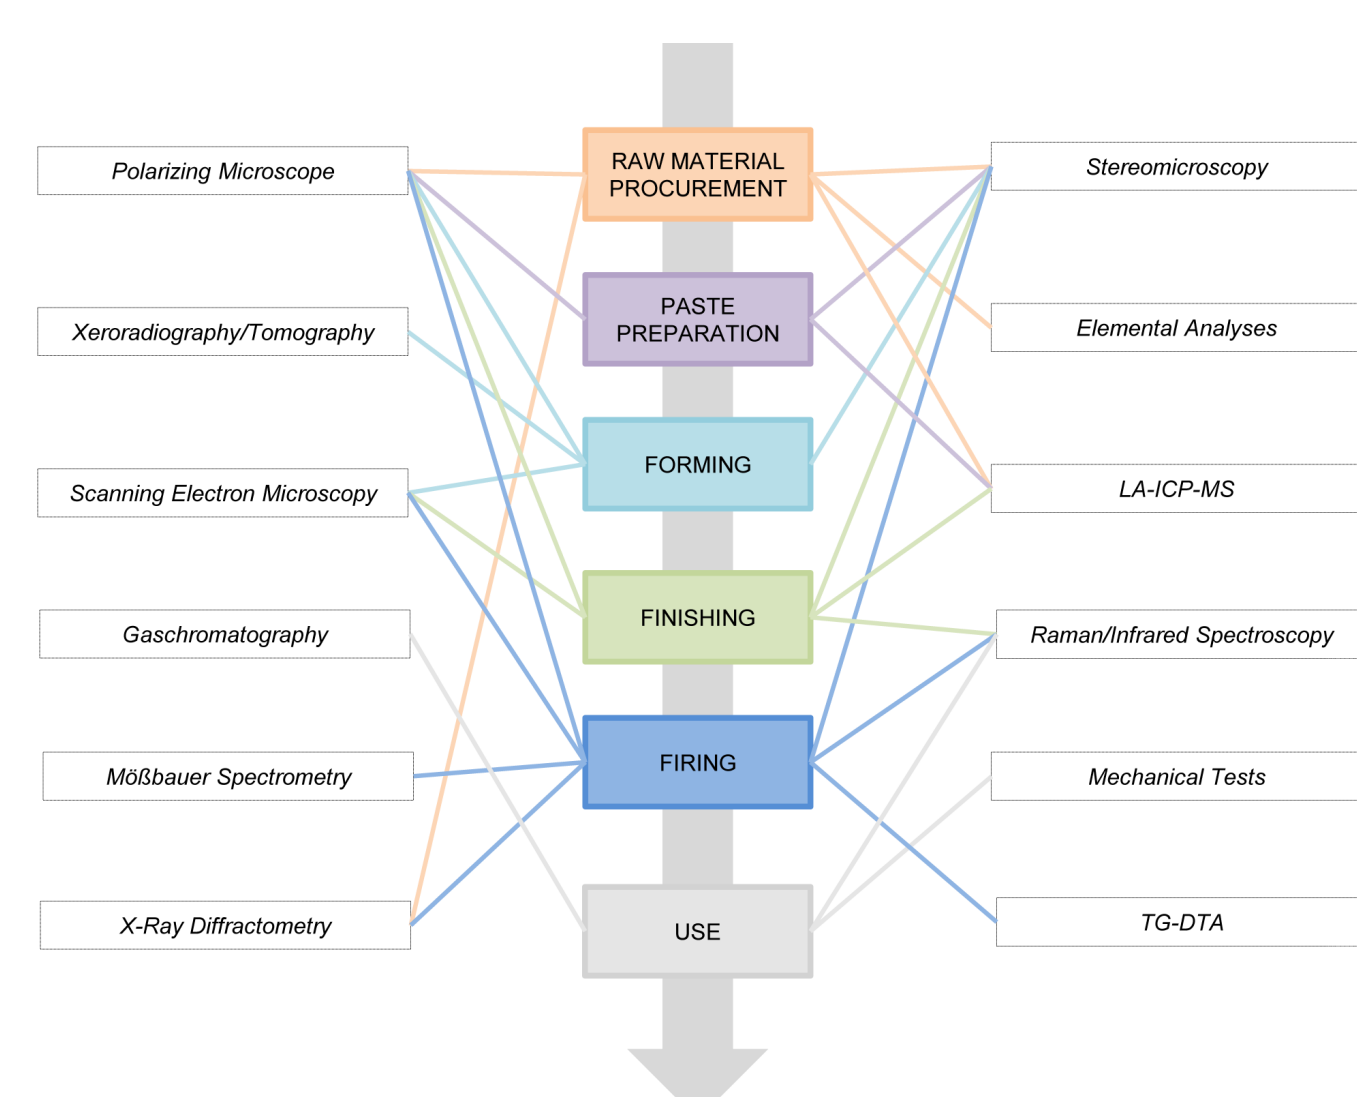 RAW MATERIAL
PROCUREMENT
Polarizing Microscope
Stereomicroscopy
PASTE
PREPARATION
Xeroradiography/Tomography
Elemental Analyses
FORMING
Scanning Electron Microscopy
LA-ICP-MS
FINISHING
Gaschromatography
Raman/Infrared Spectroscopy
FIRING
Mößbauer Spectrometry
Mechanical Tests
USE
X-Ray Diffractometry
TG-DTA